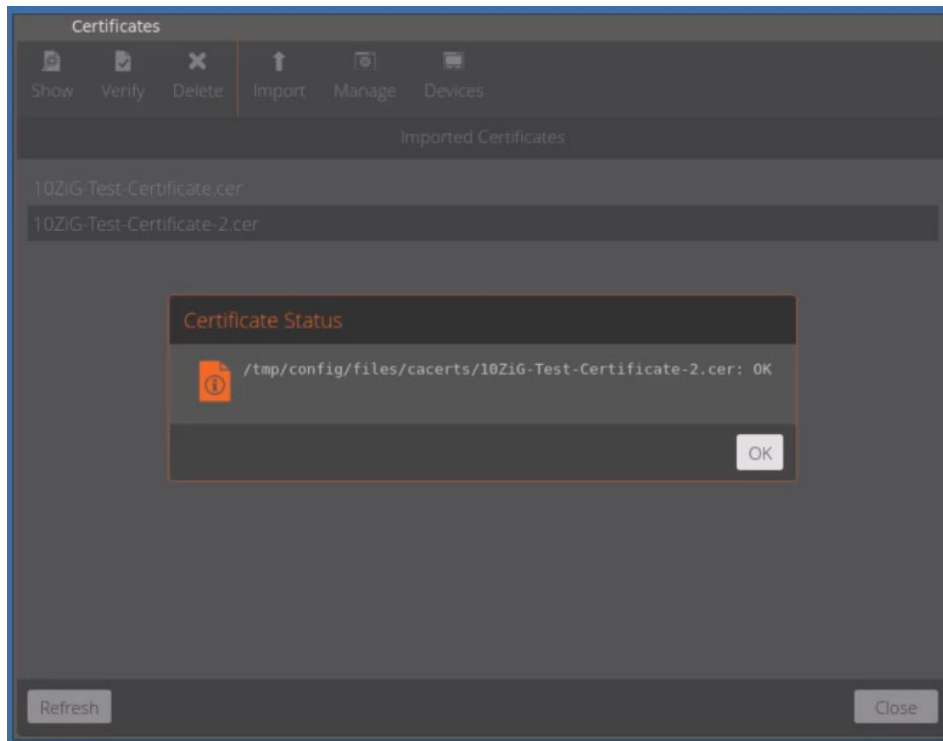 Certificates
Show Verify Delete Import Manage Devices
Imported Certificates
10ZiG-Test-Certificate.cer
10ZiG-Test-Certificate-2.cer
Certificate Status
/tmp/config/files/cacerts/10ZiG-Test-Certificate-2.cer: OK
OK
Refresh Close